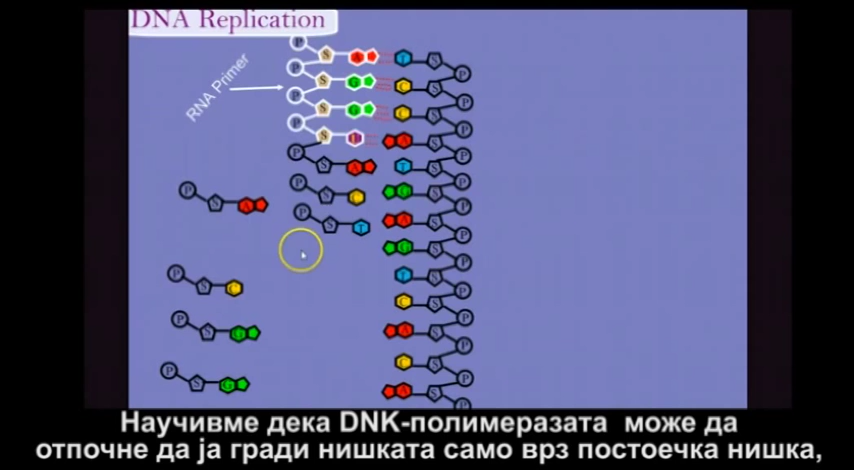 DNA Replication
RNA Primer
P S A T S P
P S G C S P
P S G C S P
P S A S P
P S A T S P
P S C G S P
P S A P S T A S P
G S P
P S C T S P
C S P
P S G A S P
C S P
P S G A S P
Научивме дека DNK-полимеразата може да
отпочне да ја гради нишката само врз постоечка нишка,